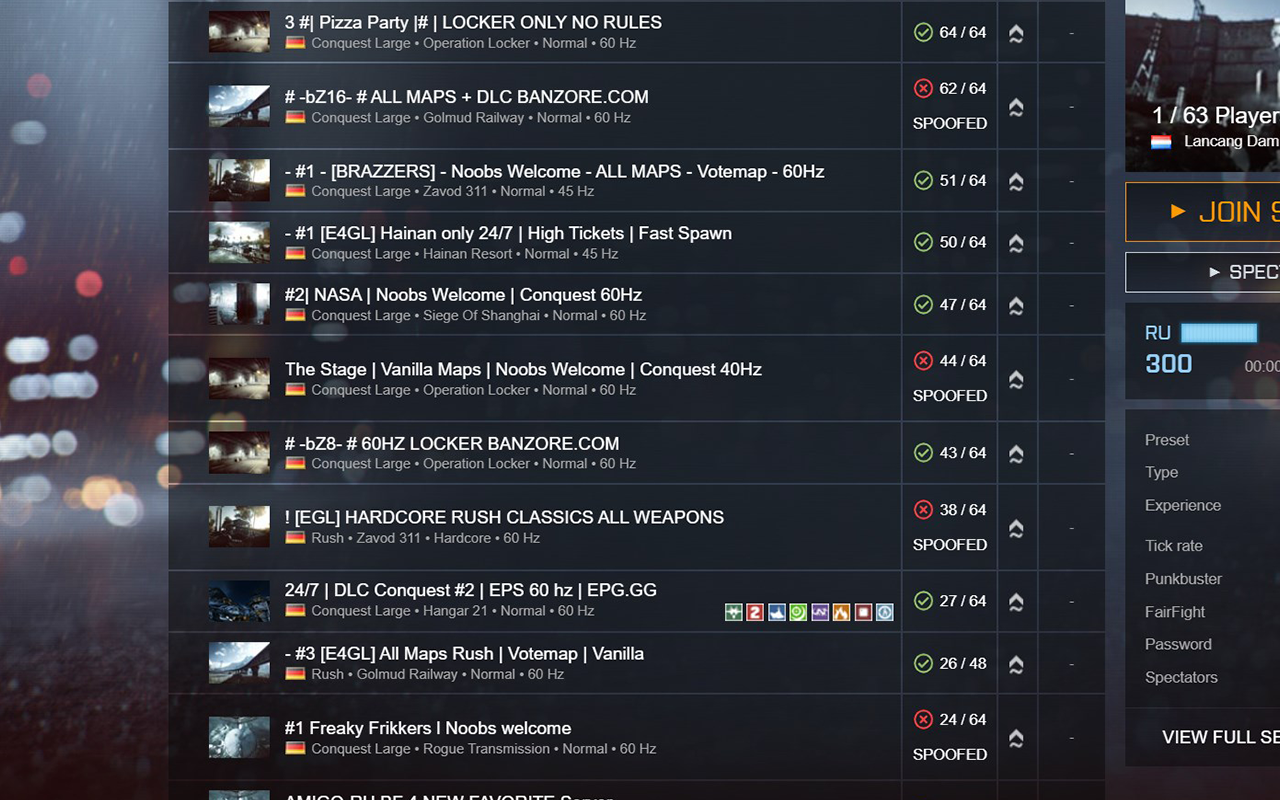 3 #| Pizza Party |# | LOCKER ONLY NO RULES
Conquest Large • Operation Locker • Normal • 60 Hz
64 / 64
-
# -bZ16- # ALL MAPS + DLC BANZORE.COM
Conquest Large • Golmud Railway • Normal • 60 Hz
62 / 64
SPOOFED
-
- #1 - [BRAZZERS] - Noobs Welcome - ALL MAPS - Votemap - 60Hz
Conquest Large • Zavod 311 • Normal • 45 Hz
51 / 64
-
- #1 [E4GL] Hainan only 24/7 | High Tickets | Fast Spawn
Conquest Large • Hainan Resort • Normal • 45 Hz
50 / 64
-
#2| NASA | Noobs Welcome | Conquest 60Hz
Conquest Large • Siege Of Shanghai • Normal • 60 Hz
47 / 64
-
The Stage | Vanilla Maps | Noobs Welcome | Conquest 40Hz
Conquest Large • Operation Locker • Normal • 60 Hz
44 / 64
SPOOFED
-
# -bZ8- # 60HZ LOCKER BANZORE.COM
Conquest Large • Operation Locker • Normal • 60 Hz
43 / 64
-
! [EGL] HARDCORE RUSH CLASSICS ALL WEAPONS
Rush • Zavod 311 • Hardcore • 60 Hz
38 / 64
SPOOFED
-
24/7 | DLC Conquest #2 | EPS 60 hz | EPG.GG
Conquest Large • Hangar 21 • Normal • 60 Hz
2
27 / 64
-
- #3 [E4GL] All Maps Rush | Votemap | Vanilla
Rush • Golmud Railway • Normal • 60 Hz
26 / 48
-
#1 Freaky Frikkers I Noobs welcome
Conquest Large • Rogue Transmission • Normal • 60 Hz
24 / 64
SPOOFED
-
1 / 63 Player
Lancang Dam
JOIN S
SPECT
RU
300
00:00
Preset
Type
Experience
Tick rate
Punkbuster
FairFight
Password
Spectators
VIEW FULL SE